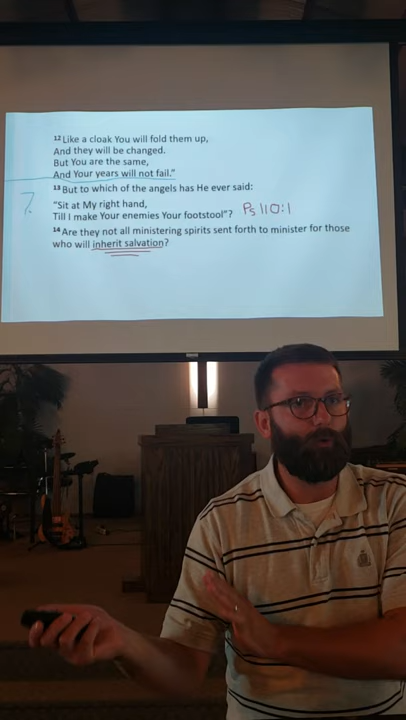 ¹²Like a cloak You will fold them up,
And they will be changed.
But You are the same,
And Your years will not fail.”
¹³But to which of the angels has He ever said:
“Sit at My right hand,
Till I make Your enemies Your footstool”? Ps 110:1
¹⁴Are they not all ministering spirits sent forth to minister for those
who will inherit salvation?
7.